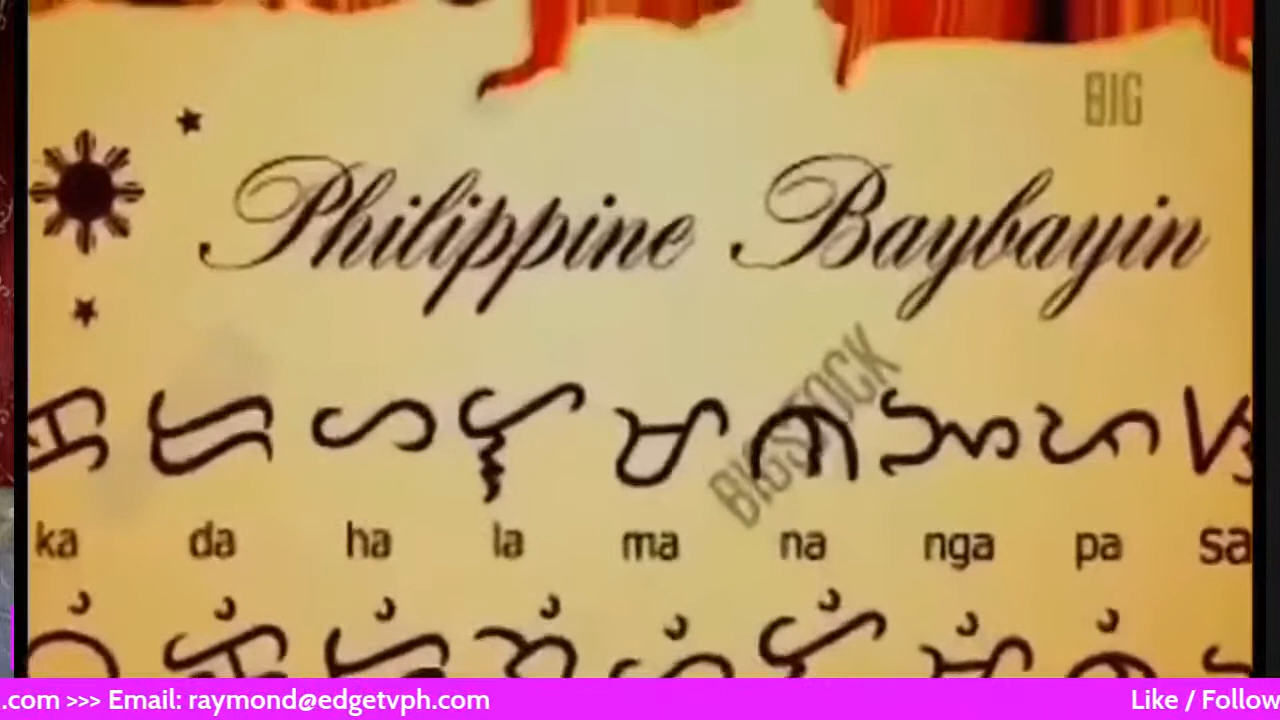 BIG
Philippine Baybayin
BIGSTOCK
ᜃ ᜇ ᜑ ᜎ ᜋ ᜈ ᜅ ᜉ ᜐ
ka da ha la ma na nga pa sa
.com >>> Email: raymond@edgetvph.com Like / Follow